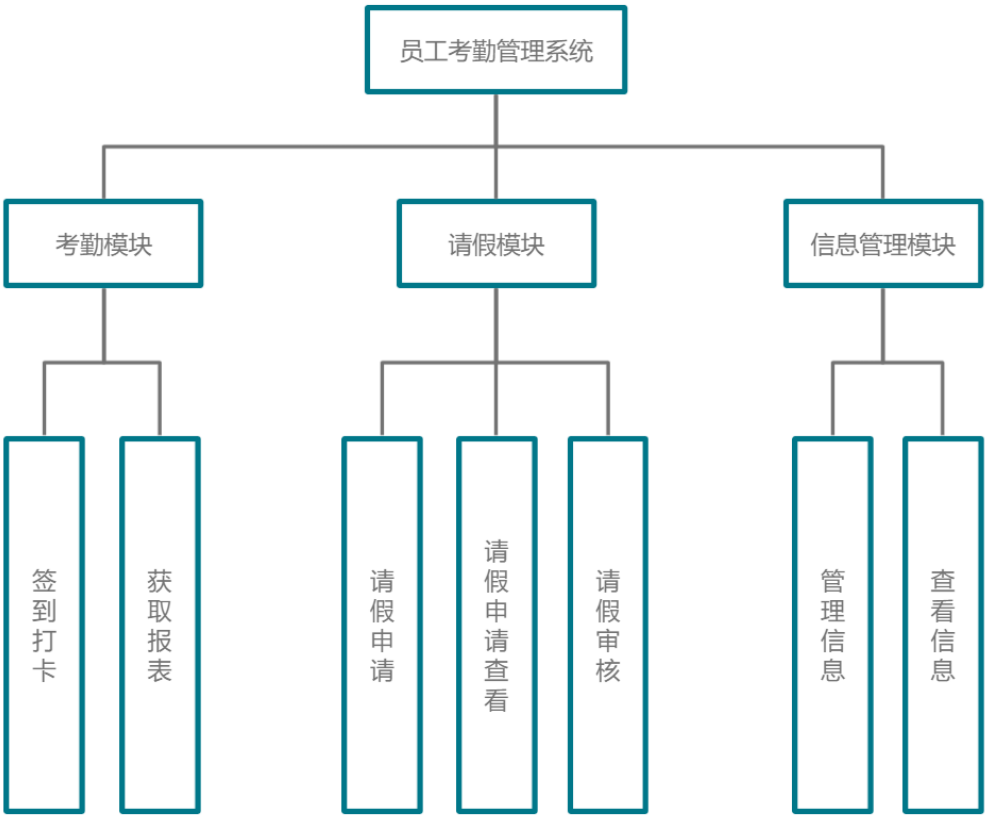 员工考勤管理系统
考勤模块
请假模块
信息管理模块
签到打卡
获取报表
请假申请
请假申请查看
请假审核
管理信息
查看信息